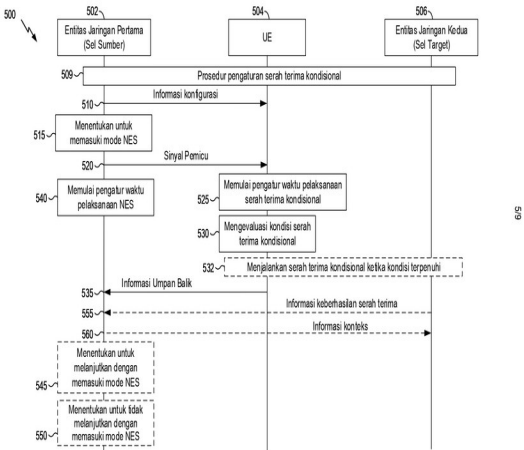 500
502
504
506
Entitas Jaringan Pertama
(Sel Sumber)
UE
Entitas Jaringan Kedua
(Sel Target)
509
Prosedur pengaturan serah terima kondisional
Informasi konfigurasi
510
Menentukan untuk
memasuki mode NES
515
Sinyal Pemicu
520
Memulai pengatur waktu
pelaksanaan NES
540
Memulai pengatur waktu pelaksanaan
serah terima kondisional
525
Mengevaluasi kondisi serah
terima kondisional
530
532
Menjalankan serah terima kondisional ketika kondisi terpenuhi
Informasi Umpan Balik
535
Informasi keberhasilan serah terima
555
Informasi konteks
560
Menentukan untuk
melanjutkan dengan
memasuki mode NES
545
Menentukan untuk tidak
melanjutkan dengan
memasuki mode NES
550
5/9